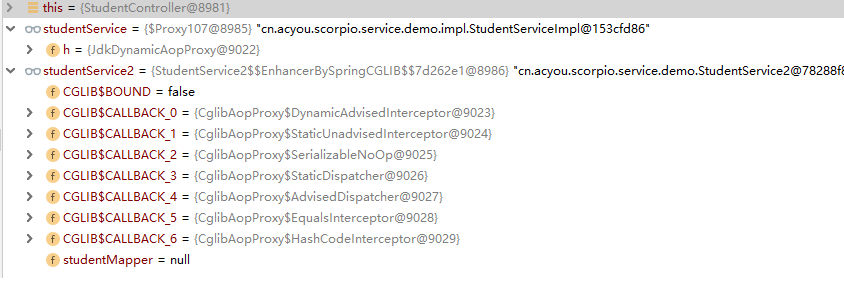 this = {StudentController@8981}
studentService = {$Proxy107@8985} "cn.acyou.scorpio.service.demo.impl.StudentServiceImpl@153cfd86"
h = {JdkDynamicAopProxy@9022}
studentService2 = {StudentService2$$EnhancerBySpringCGLIB$$7d262e1@8986} "cn.acyou.scorpio.service.demo.StudentService2@78288f8
CGLIB$BOUND = false
CGLIB$CALLBACK_0 = {CglibAopProxy$DynamicAdvisedInterceptor@9023}
CGLIB$CALLBACK_1 = {CglibAopProxy$StaticUnadvisedInterceptor@9024}
CGLIB$CALLBACK_2 = {CglibAopProxy$SerializableNoOp@9025}
CGLIB$CALLBACK_3 = {CglibAopProxy$StaticDispatcher@9026}
CGLIB$CALLBACK_4 = {CglibAopProxy$AdvisedDispatcher@9027}
CGLIB$CALLBACK_5 = {CglibAopProxy$EqualsInterceptor@9028}
CGLIB$CALLBACK_6 = {CglibAopProxy$HashCodeInterceptor@9029}
studentMapper = null